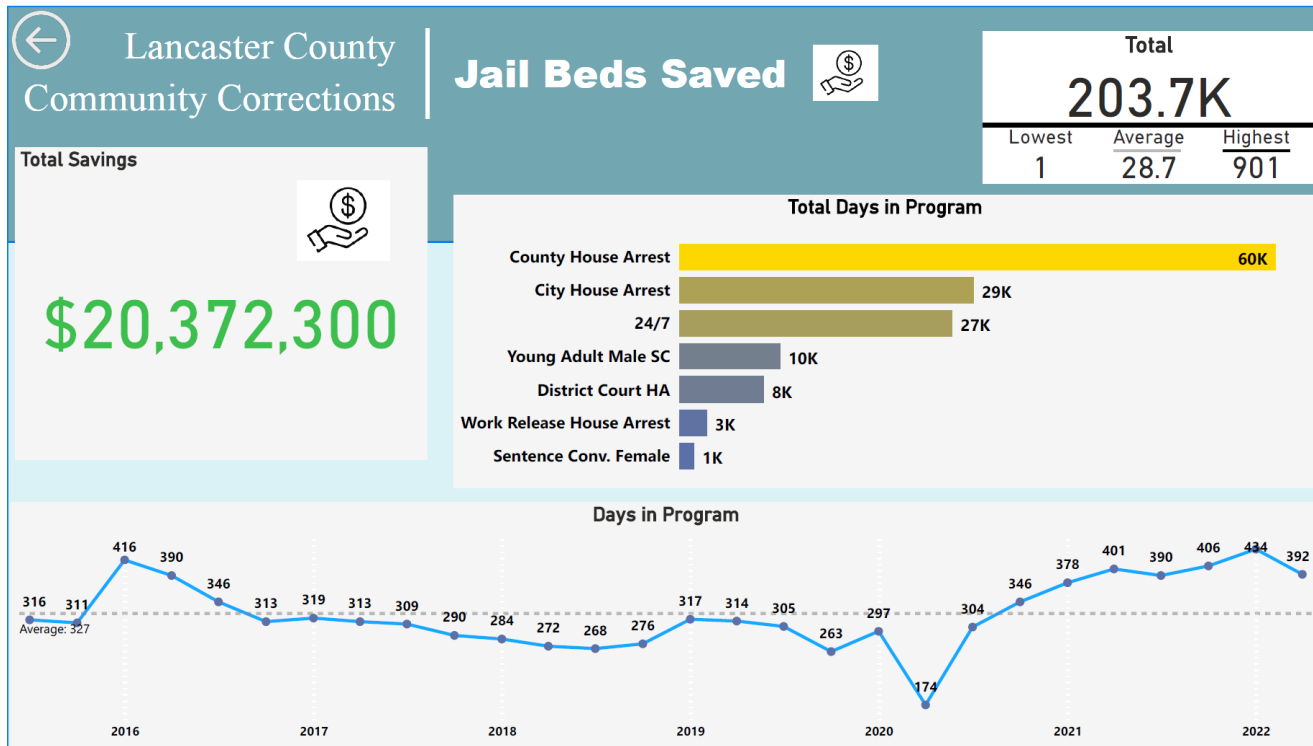 Lancaster County
Community Corrections
Jail Beds Saved
$
Total
203.7K
Lowest Average Highest
1 28.7 901
Total Savings
$
$20,372,300
Total Days in Program
County House Arrest 60K
City House Arrest 29K
24/7 27K
Young Adult Male SC 10K
District Court HA 8K
Work Release House Arrest 3K
Sentence Conv. Female 1K
Days in Program
316 311 416 390 346 313 319 313 309 290 284 272 268 276 317 314 305 263 297 174 304 346 378 401 390 406 434 392
Average: 327
2016 2017 2018 2019 2020 2021 2022